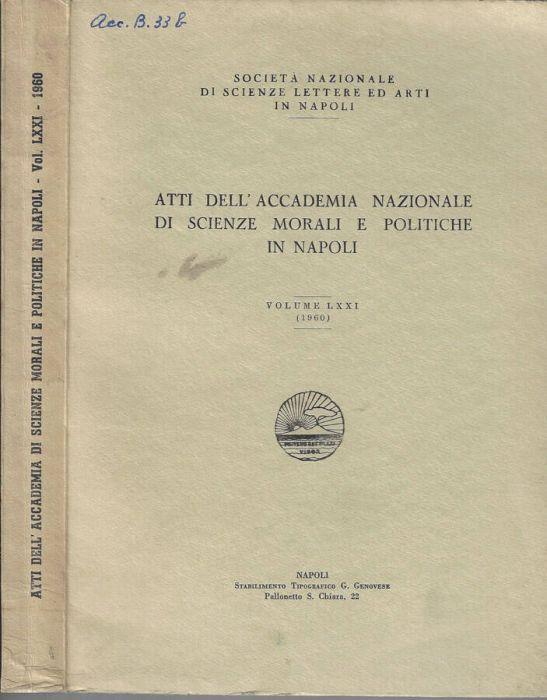 Acc. B. 33 b
SOCIETÀ NAZIONALE
DI SCIENZE LETTERE ED ARTI
IN NAPOLI
ATTI DELL'ACCADEMIA NAZIONALE
DI SCIENZE MORALI E POLITICHE
IN NAPOLI
VOLUME LXXI
(1960)
VIGOR
NAPOLI
STABILIMENTO TIPOGRAFICO G. GENOVESE
Pallonetto S. Chiara, 22
ATTI DELL' ACCADEMIA DI SCIENZE MORALI E POLITICHE IN NAPOLI - Vol. LXXI - 1960